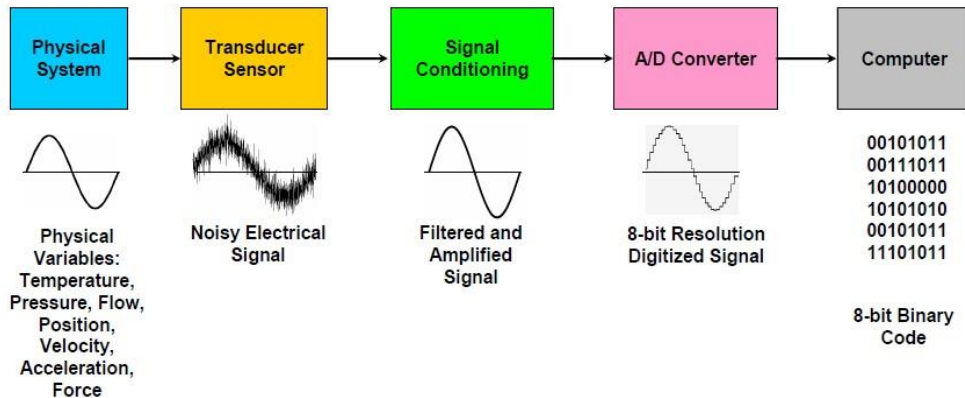 Physical
System
Transducer
Sensor
Signal
Conditioning
A/D Converter
Computer
Physical
Variables:
Temperature,
Pressure, Flow,
Position,
Velocity,
Acceleration,
Force
Noisy Electrical
Signal
Filtered and
Amplified
Signal
8-bit Resolution
Digitized Signal
00101011
00111011
10100000
10101010
00101011
11101011
8-bit Binary
Code